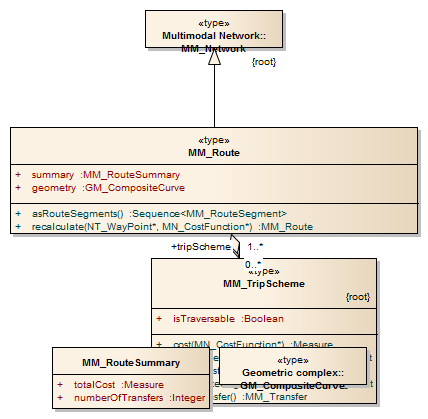 «type»
Multimodal Network::
MM_Network
{root}
«type»
MM_Route
+ summary :MM_RouteSummary
+ geometry :GM_CompositeCurve
+ asRouteSegments() :Sequence<MM_RouteSegment>
+ recalculate(NT_WayPoint*, MN_CostFunction*) :MM_Route
+tripScheme 1..*
0..*
«type»
MM_TripScheme
{root}
+ isTraversable :Boolean
+ cost(MN_CostFunction*) :Measure
MM_RouteSummary
+ totalCost :Measure
+ numberOfTransfers :Integer
«type»
Geometric complex::
GM_CompositeCurve
:MM_Transfer